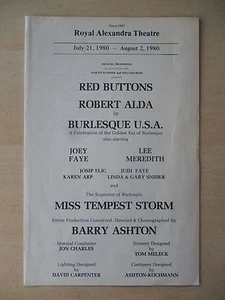 Since 1907
Royal Alexandra Theatre
July 21, 1980 — August 2, 1980
RED BUTTONS
ROBERT ALDA
in
BURLESQUE U.S.A.
A Celebration of the Golden Era of Burlesque
also starring
JOEY LEE
FAYE MEREDITH
JOSIP ELIC JUDI FAYE
KAREN ARP LINDA & GARY SNIDER
and
The Superstar of Burlesque
MISS TEMPEST STORM
Entire Production Conceived, Directed & Choreographed by
BARRY ASHTON
Musical Conductor Scenery Designed by
JON CHARLES TOM MELECK
Lighting Designed by Costumes Designed by
DAVID CARPENTER ASHTON-KOCHMANN